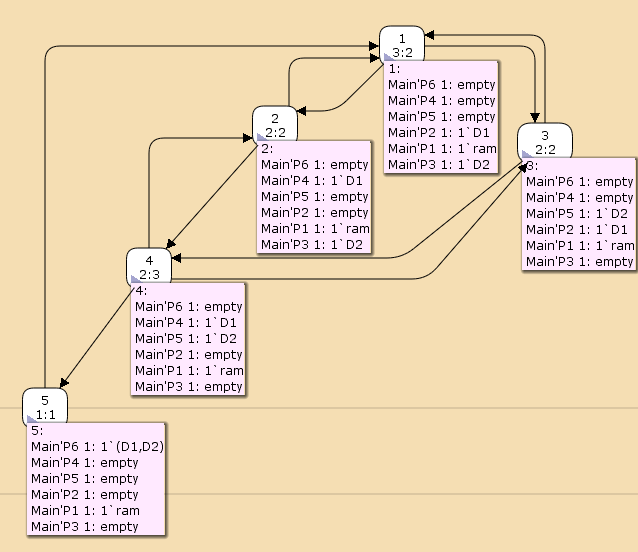 1
3:2
1:
Main'P6 1: empty
Main'P4 1: empty
Main'P5 1: empty
Main'P2 1: 1`D1
Main'P1 1: 1`ram
Main'P3 1: 1`D2
2
2:2
2:
Main'P6 1: empty
Main'P4 1: 1`D1
Main'P5 1: empty
Main'P2 1: empty
Main'P1 1: 1`ram
Main'P3 1: 1`D2
3
2:2
3:
Main'P6 1: empty
Main'P4 1: empty
Main'P5 1: 1`D2
Main'P2 1: 1`D1
Main'P1 1: 1`ram
Main'P3 1: empty
4
2:3
4:
Main'P6 1: empty
Main'P4 1: 1`D1
Main'P5 1: 1`D2
Main'P2 1: empty
Main'P1 1: 1`ram
Main'P3 1: empty
5
1:1
5:
Main'P6 1: 1`(D1,D2)
Main'P4 1: empty
Main'P5 1: empty
Main'P2 1: empty
Main'P1 1: 1`ram
Main'P3 1: empty